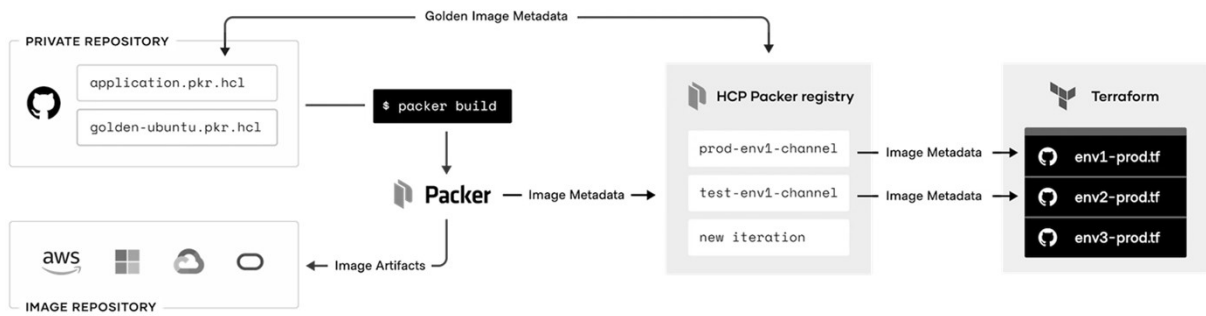 Golden Image Metadata
PRIVATE REPOSITORY
application.pkr.hcl
golden-ubuntu.pkr.hcl
$ packer build
Packer
Image Metadata
HCP Packer registry
prod-env1-channel
test-env1-channel
new iteration
Image Metadata
Image Metadata
Terraform
env1-prod.tf
env2-prod.tf
env3-prod.tf
aws
Image Artifacts
IMAGE REPOSITORY